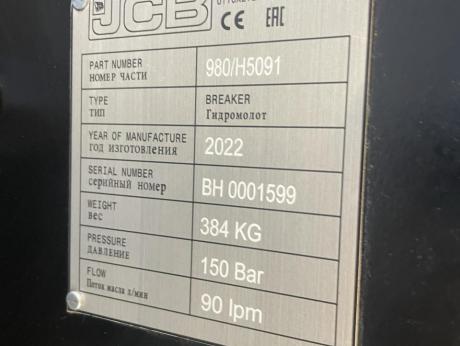 JCB
CE EAC
PART NUMBER
НОМЕР ЧАСТИ
980/H5091
TYPE
ТИП
BREAKER
Гидромолот
YEAR OF MANUFACTURE
год изготовления
2022
SERIAL NUMBER
серийный номер
BH 0001599
WEIGHT
вес
384 KG
PRESSURE
ДАВЛЕНИЕ
150 Bar
FLOW
Поток масла л/мин
90 lpm